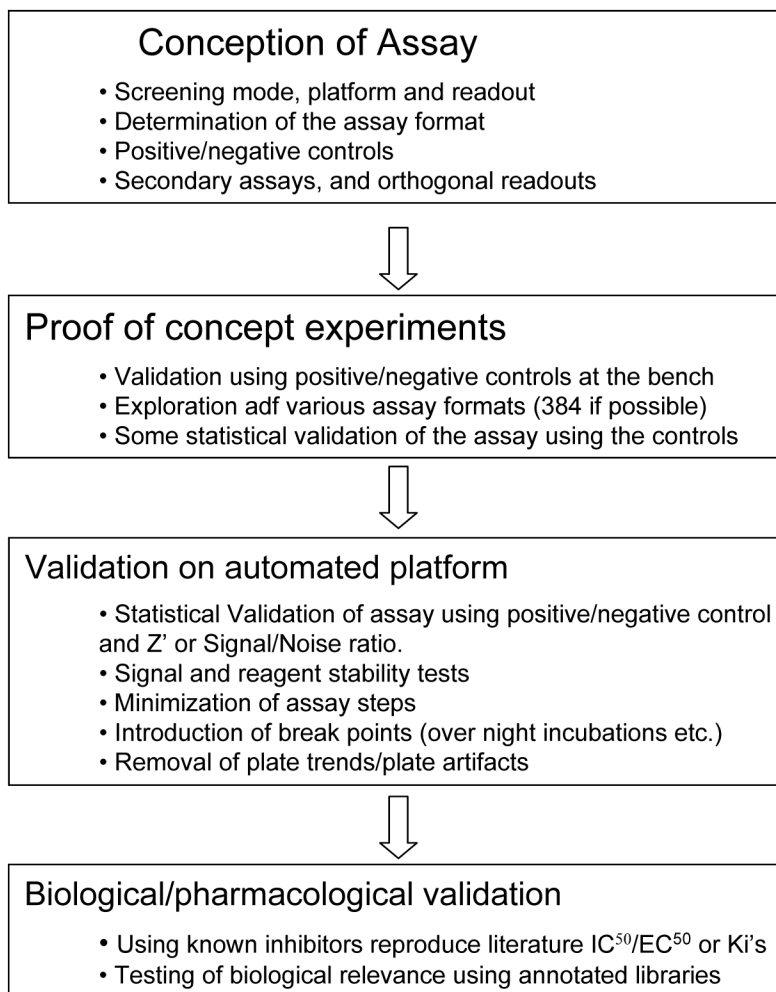 Conception of Assay
• Screening mode, platform and readout
• Determination of the assay format
• Positive/negative controls
• Secondary assays, and orthogonal readouts
Proof of concept experiments
• Validation using positive/negative controls at the bench
• Exploration adf various assay formats (384 if possible)
• Some statistical validation of the assay using the controls
Validation on automated platform
• Statistical Validation of assay using positive/negative control
and Z’ or Signal/Noise ratio.
• Signal and reagent stability tests
• Minimization of assay steps
• Introduction of break points (over night incubations etc.)
• Removal of plate trends/plate artifacts
Biological/pharmacological validation
• Using known inhibitors reproduce literature IC⁵⁰/EC⁵⁰ or Ki’s
• Testing of biological relevance using annotated libraries